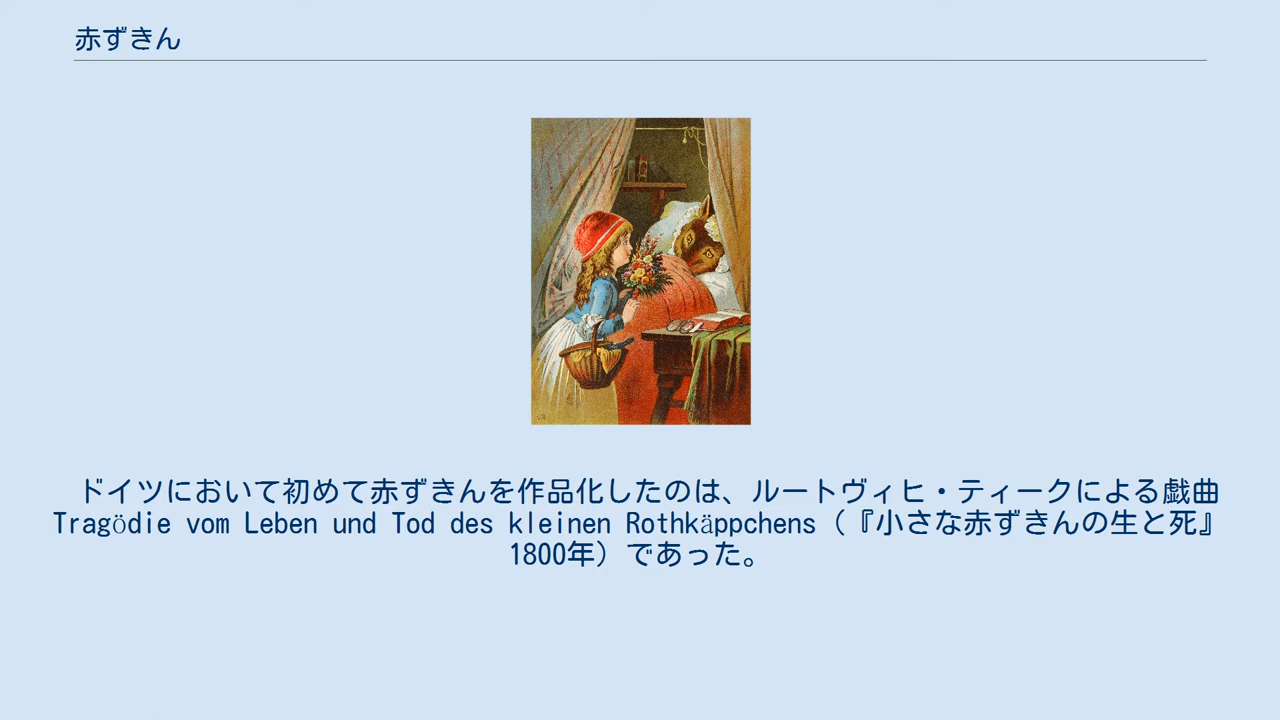 赤ずきん
ドイツにおいて初めて赤ずきんを作品化したのは、ルートヴィヒ・ティークによる戯曲
Tragödie vom Leben und Tod des kleinen Rothkäppchens（『小さな赤ずきんの生と死』
1800年）であった。